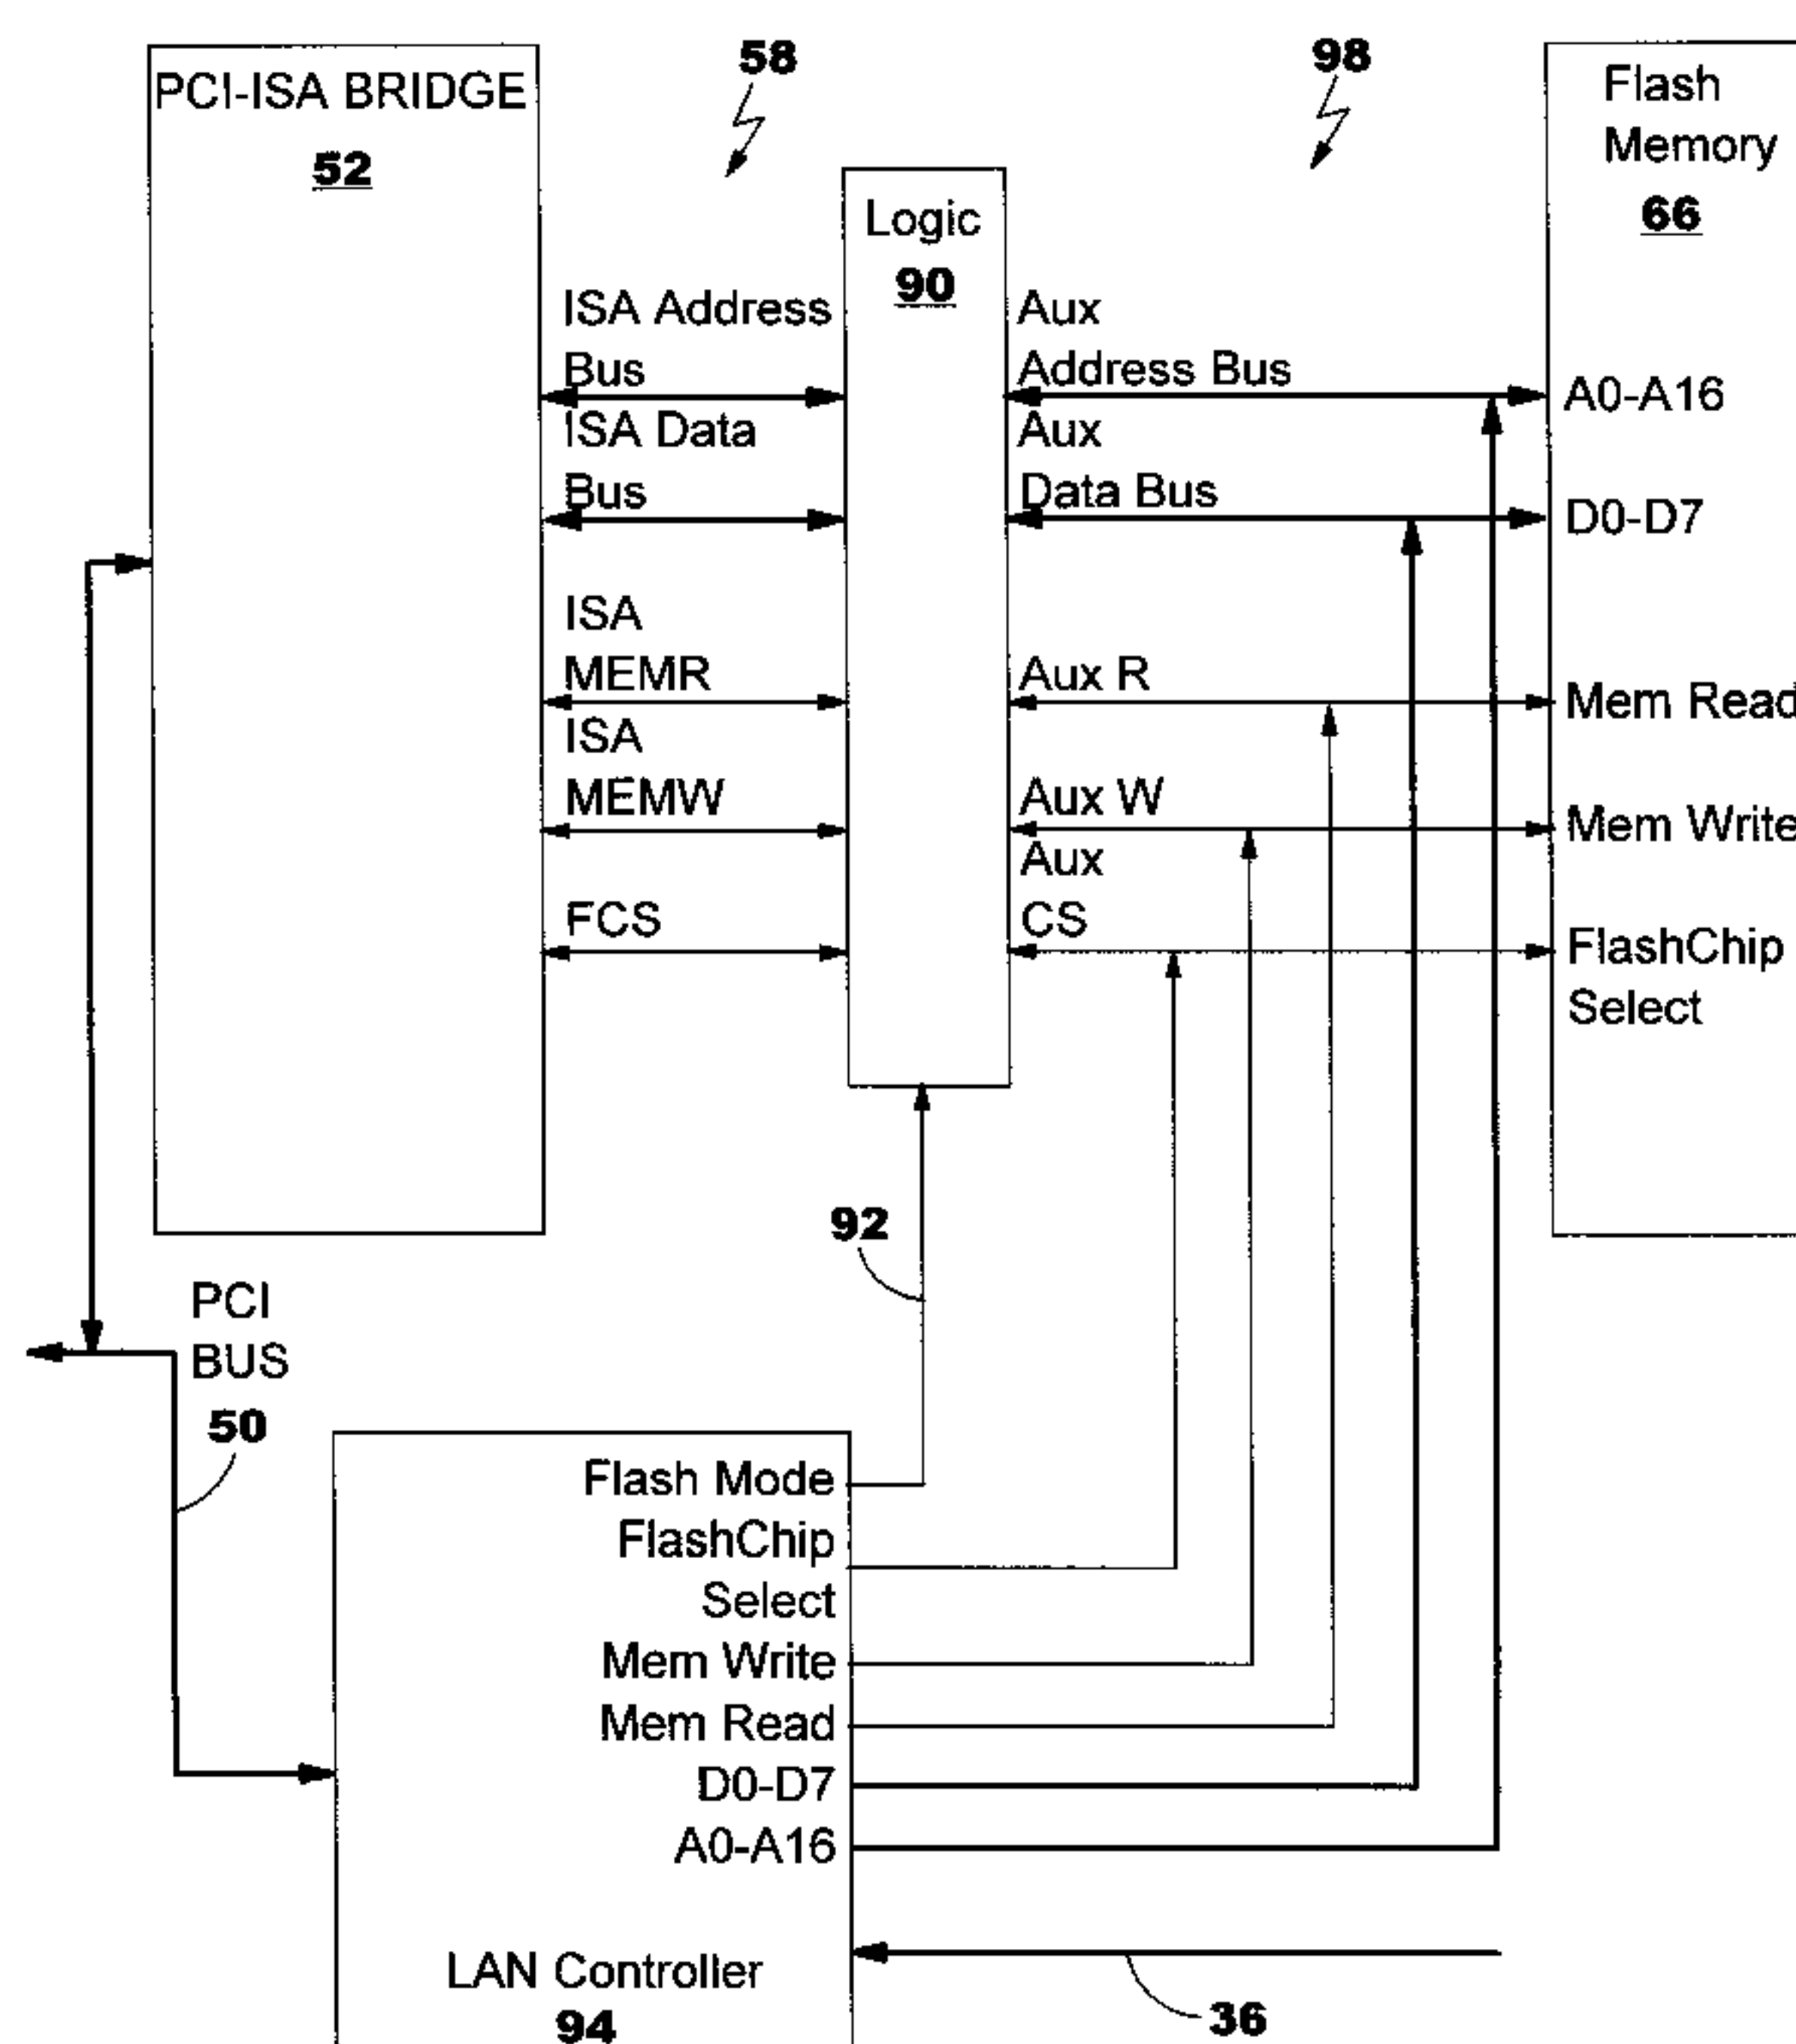 PCI-ISA BRIDGE
52
58
98
Flash
Memory
66
Logic
90
ISA Address
Bus
ISA Data
Bus
ISA
MEMR
ISA
MEMW
FCS
Aux
Address Bus
Aux
Data Bus
Aux R
Aux W
Aux
CS
A0-A16
D0-D7
Mem Read
Mem Write
FlashChip
Select
92
PCI
BUS
50
Flash Mode
FlashChip
Select
Mem Write
Mem Read
D0-D7
A0-A16
LAN Controller
94
36